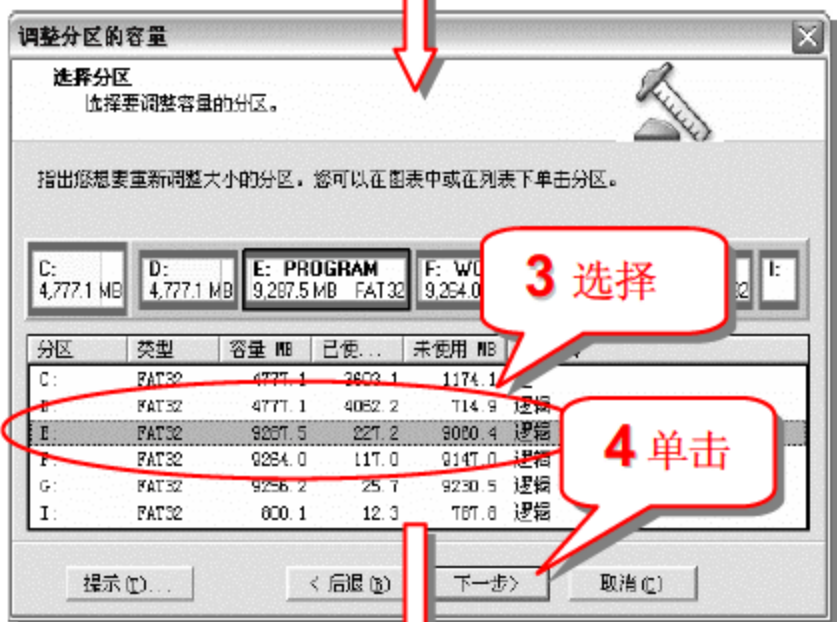 调整分区的容量
选择分区
选择要调整容量的分区。
指出您想要重新调整大小的分区。您可以在图表中或在列表下单击分区。
C: D: E: PROGRAM F: I:
4,777.1 MB 4,777.1 MB 9,287.5 MB FAT32
3 选择
分区 类型 容量 MB 已使... 未使用 MB
C: FAT32 4777.1 3603.1 1174.1
D: FAT32 4777.1 4062.2 714.9 逻辑
E: FAT32 9287.5 227.2 9060.4 逻辑
F: FAT32 9264.0 117.0 9147.0 逻辑
G: FAT32 9256.2 25.7 9230.5 逻辑
I: FAT32 800.1 12.3 787.8 逻辑
4 单击
提示(T)... < 后退(B) 下一步> 取消(C)